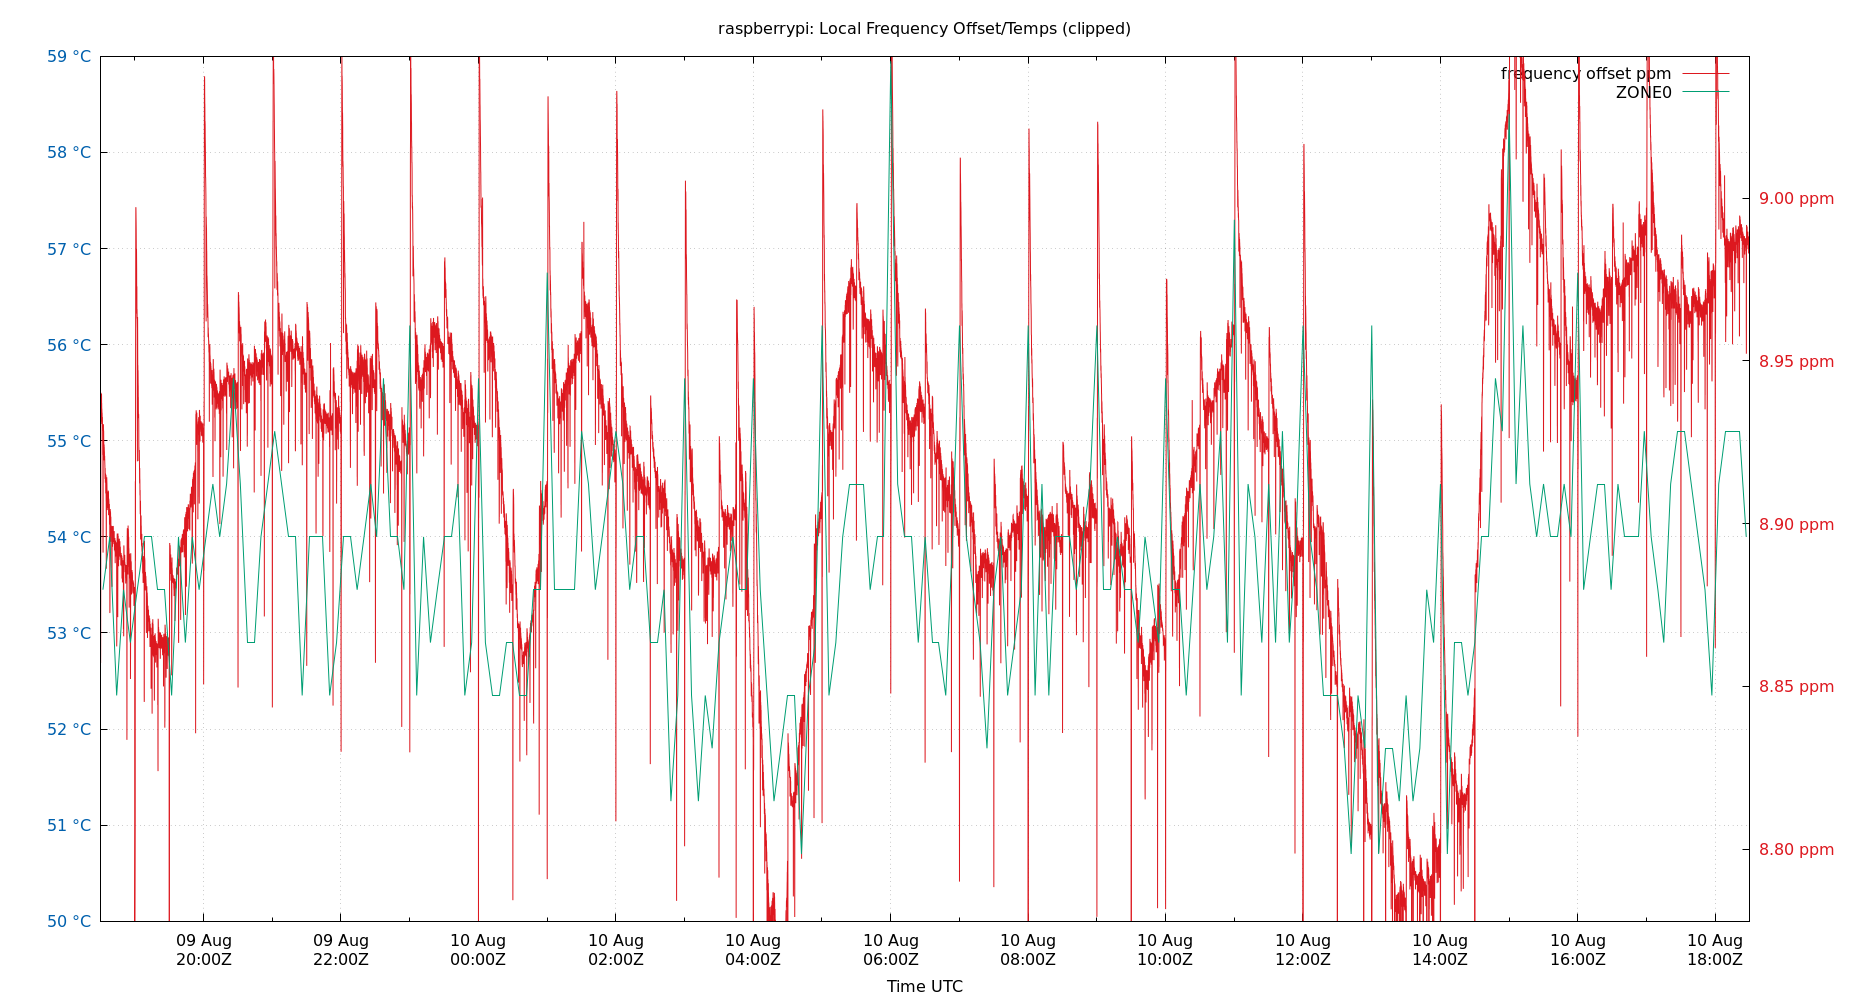 raspberrypi: Local Frequency Offset/Temps (clipped)
59 °C
58 °C
57 °C
56 °C
55 °C
54 °C
53 °C
52 °C
51 °C
50 °C
frequency offset ppm
ZONE0
9.00 ppm
8.95 ppm
8.90 ppm
8.85 ppm
8.80 ppm
09 Aug
20:00Z
09 Aug
22:00Z
10 Aug
00:00Z
10 Aug
02:00Z
10 Aug
04:00Z
10 Aug
06:00Z
10 Aug
08:00Z
10 Aug
10:00Z
10 Aug
12:00Z
10 Aug
14:00Z
10 Aug
16:00Z
10 Aug
18:00Z
Time UTC